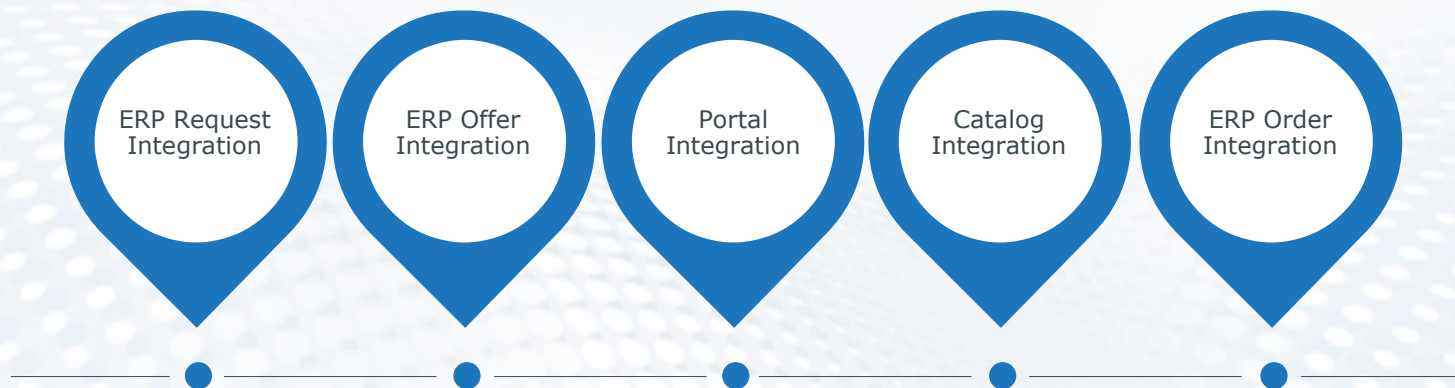 ERP Request
Integration
ERP Offer
Integration
Portal
Integration
Catalog
Integration
ERP Order
Integration